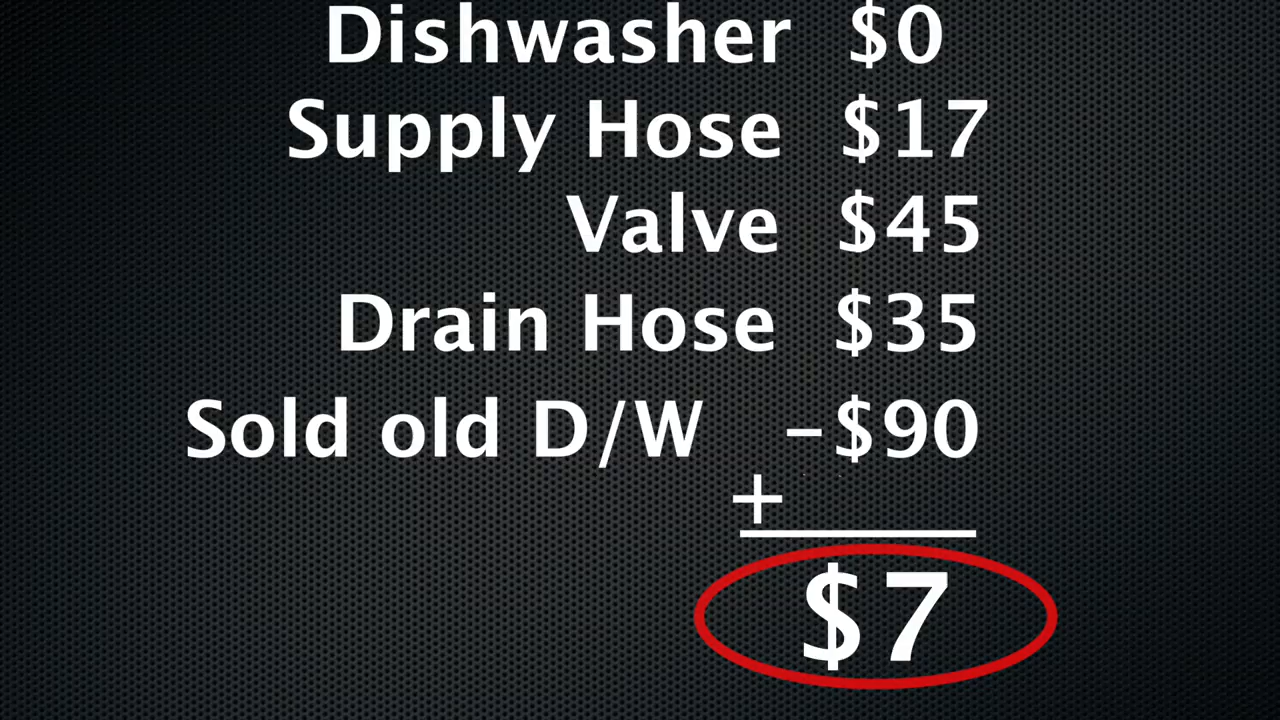 Dishwasher $0
Supply Hose $17
Valve $45
Drain Hose $35
Sold old D/W -$90
+
$7